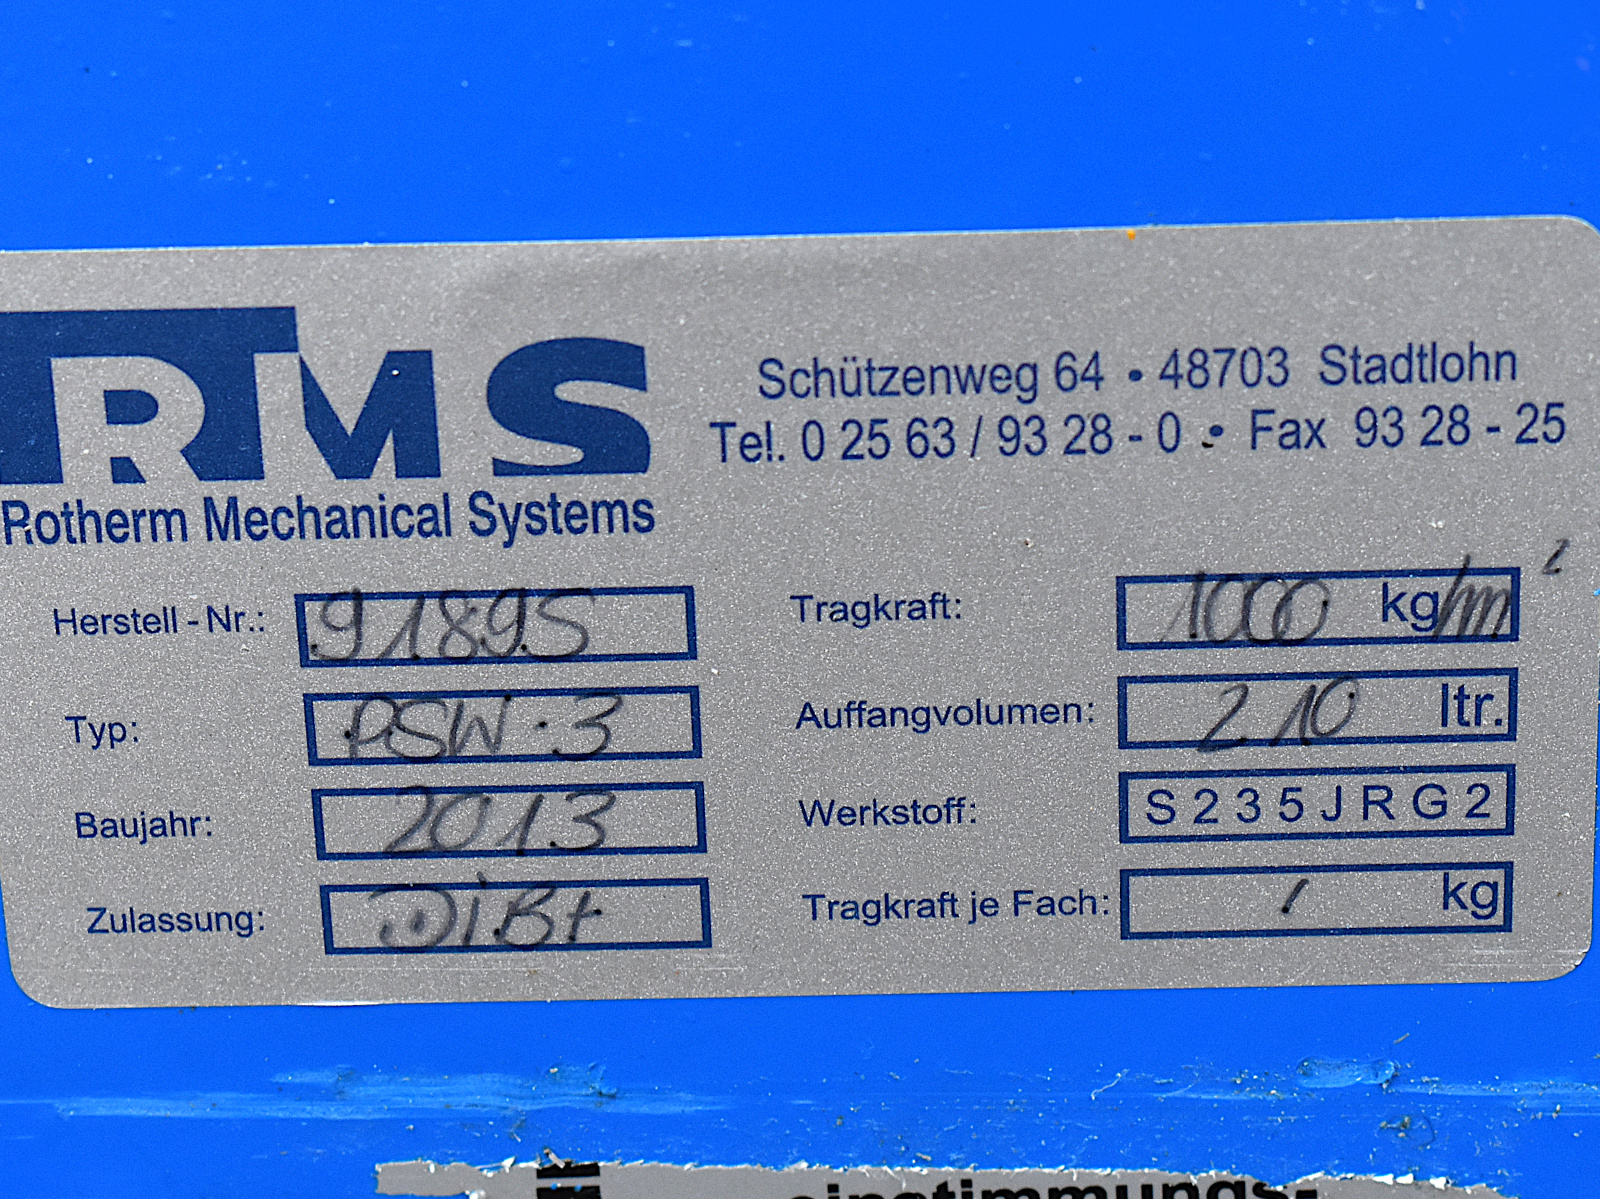 RMS
Rotherm Mechanical Systems
Schützenweg 64 • 48703 Stadtlohn
Tel. 0 25 63 / 93 28 - 0 • Fax 93 28 - 25
Herstell - Nr.: 91895
Typ: PSW. 3
Baujahr: 2013
Zulassung: DiBt
Tragkraft: 1000 kg/m²
Auffangvolumen: 210 ltr.
Werkstoff: S235JRG2
Tragkraft je Fach: / kg